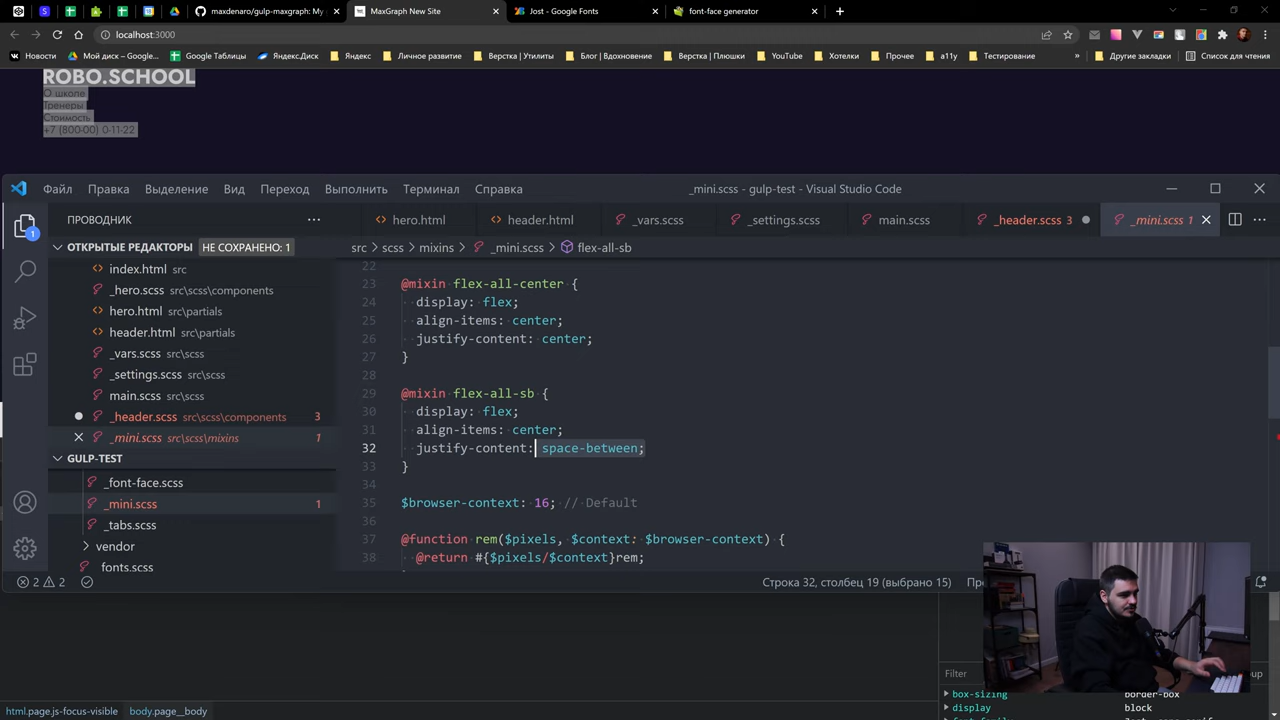 maxdenaro/gulp-maxgraph: My
MaxGraph New Site
Jost - Google Fonts
font-face generator
localhost:3000
Новости
Мой диск – Google...
Google Таблицы
Яндекс.Диск
Яндекс
Личное развитие
Верстка | Утилиты
Блог | Вдохновение
Верстка | Плюшки
YouTube
Хотелки
Прочее
a11y
Тестирование
»
Другие закладки
Список для чтения
ROBO.SCHOOL
О школе
Тренеры
Стоимость
+7 (800-00) 0-11-22
Файл Правка Выделение Вид Переход Выполнить Терминал Справка
_mini.scss - gulp-test - Visual Studio Code
ПРОВОДНИК
hero.html
header.html
_vars.scss
_settings.scss
main.scss
_header.scss 3
_mini.scss 1
ОТКРЫТЫЕ РЕДАКТОРЫ НЕ СОХРАНЕНО: 1
src > scss > mixins > _mini.scss > flex-all-sb
index.html src
_hero.scss src\scss\components
hero.html src\partials
header.html src\partials
_vars.scss src\scss
_settings.scss src\scss
main.scss src\scss
_header.scss src\scss\components 3
_mini.scss src\scss\mixins 1
GULP-TEST
_font-face.scss
_mini.scss 1
_tabs.scss
vendor
fonts.scss
22
23 @mixin flex-all-center {
24 display: flex;
25 align-items: center;
26 justify-content: center;
27 }
28
29 @mixin flex-all-sb {
30 display: flex;
31 align-items: center;
32 justify-content: space-between;
33 }
34
35 $browser-context: 16; // Default
36
37 @function rem($pixels, $context: $browser-context) {
38 @return #{$pixels/$context}rem;
2 2
Строка 32, столбец 19 (выбрано 15)
1
Filter
box-sizing border-box
display block
html.page.js-focus-visible body.page__body